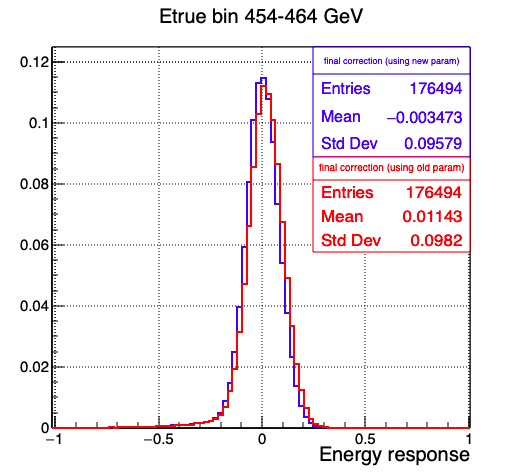 Etrue bin 454-464 GeV
final correction (using new param)
Entries 176494
Mean −0.003473
Std Dev 0.09579
final correction (using old param)
Entries 176494
Mean 0.01143
Std Dev 0.0982
0.12
0.1
0.08
0.06
0.04
0.02
0
−1 −0.5 0 0.5 1
Energy response